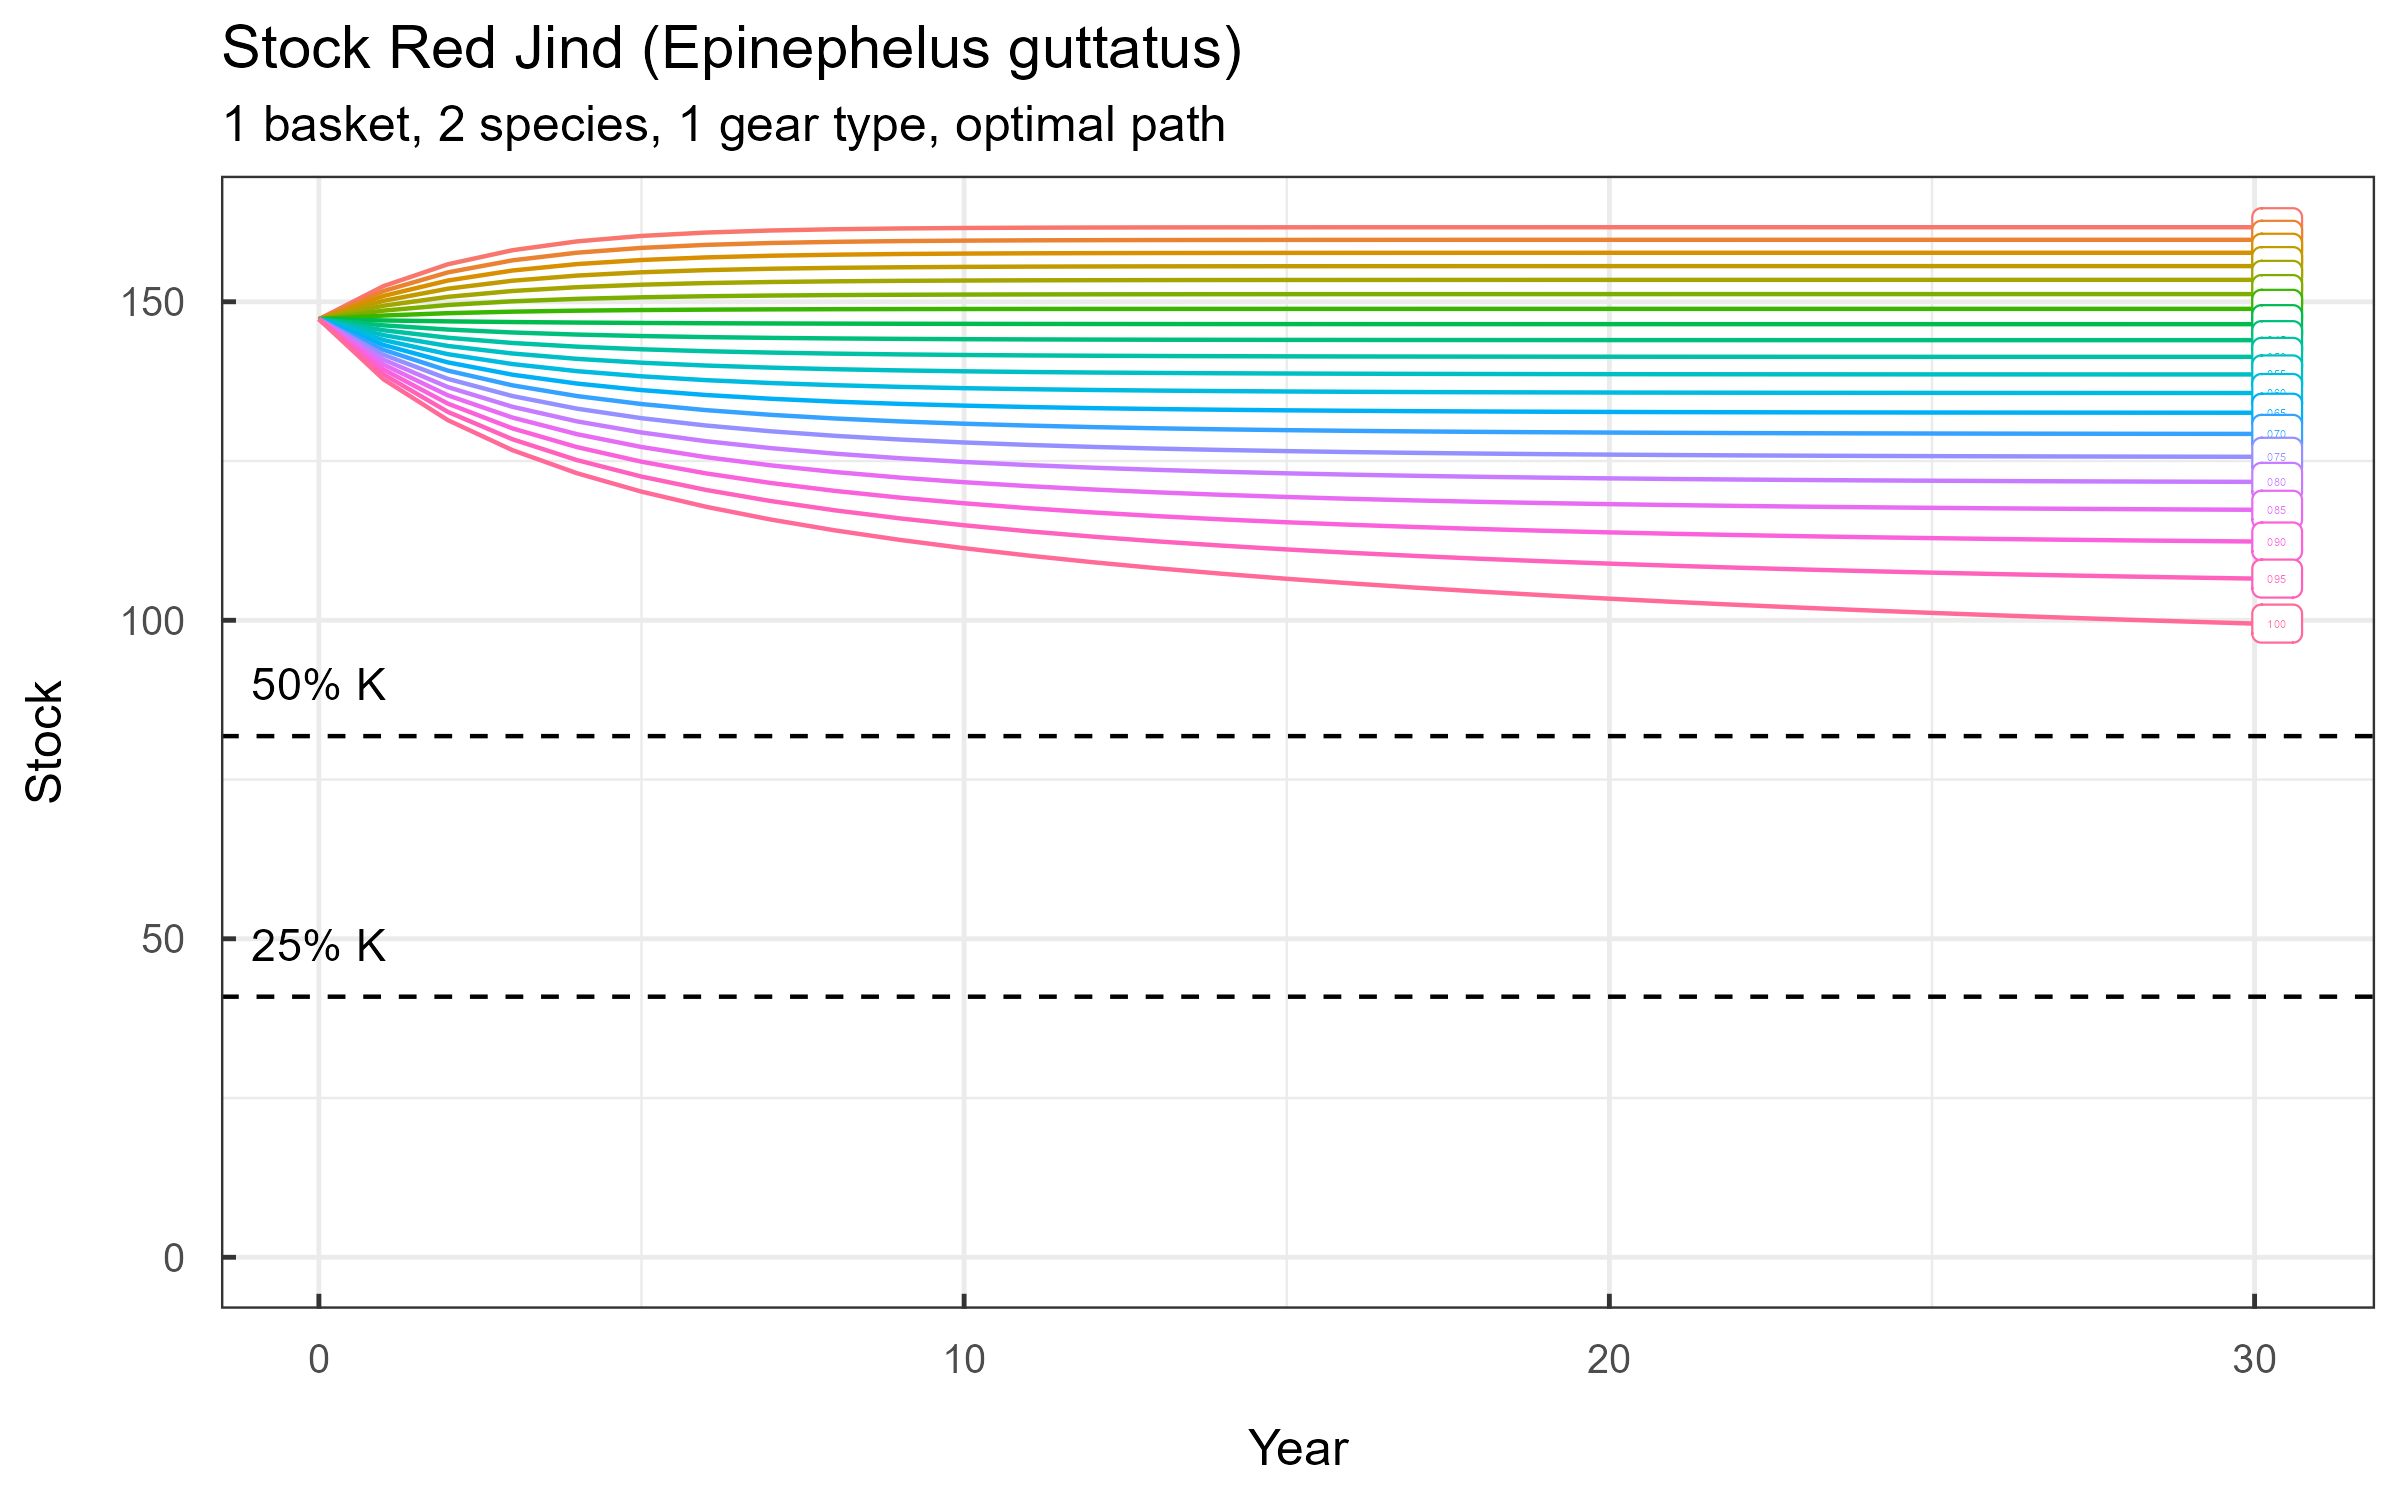 Stock Red Jind (Epinephelus guttatus)
1 basket, 2 species, 1 gear type, optimal path
Stock
150
100
50
0
50% K
25% K
065
070
075
080
085
090
095
100
0
10
20
30
Year